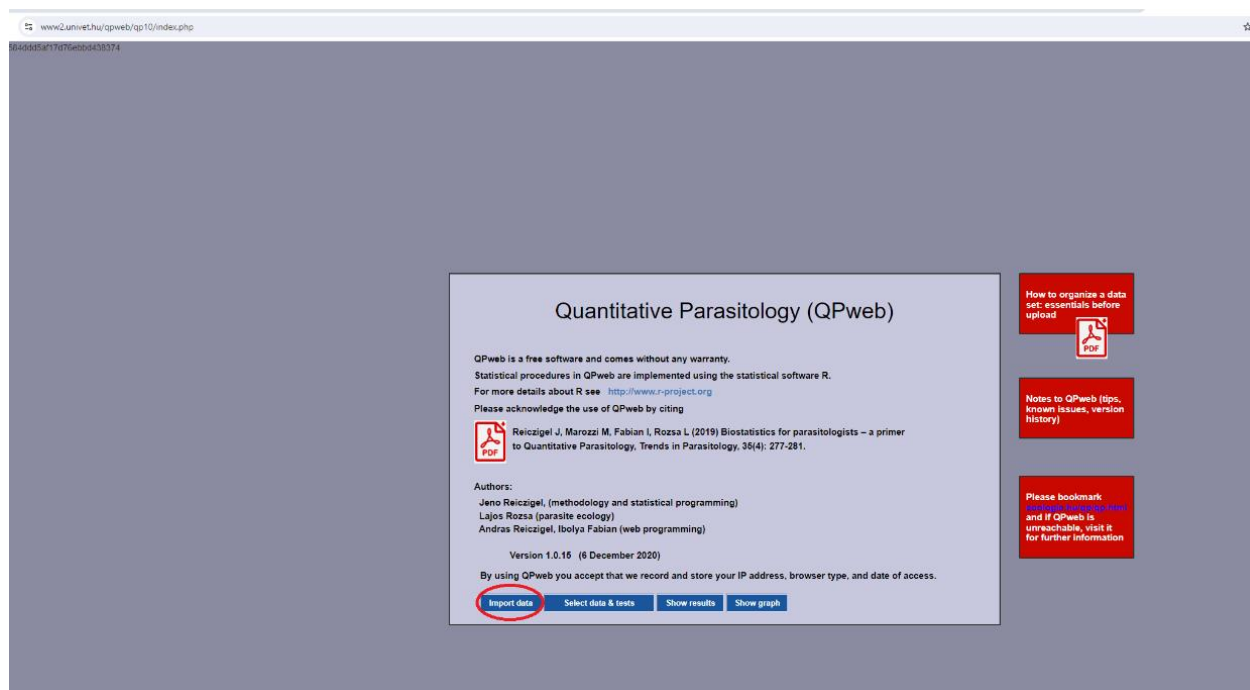 www2.univet.hu/qpweb/qp10/index.php
Quantitative Parasitology (QPweb)
QPweb is a free software and comes without any warranty.
Statistical procedures in QPweb are implemented using the statistical software R.
For more details about R see http://www.r-project.org
Please acknowledge the use of QPweb by citing
PDF
Reiczigel J, Marozzi M, Fabian I, Rozsa L (2019) Biostatistics for parasitologists – a primer
to Quantitative Parasitology, Trends in Parasitology, 35(4): 277-281.
Authors:
Jeno Reiczigel, (methodology and statistical programming)
Lajos Rozsa (parasite ecology)
Andras Reiczigel, Ibolya Fabian (web programming)
Version 1.0.15 (6 December 2020)
By using QPweb you accept that we record and store your IP address, browser type, and date of access.
Import data Select data & tests Show results Show graph
How to organize a data
set: essentials before
upload
PDF
Notes to QPweb (tips,
known issues, version
history)
Please bookmark
and if QPweb is
unreachable, visit it
for further information